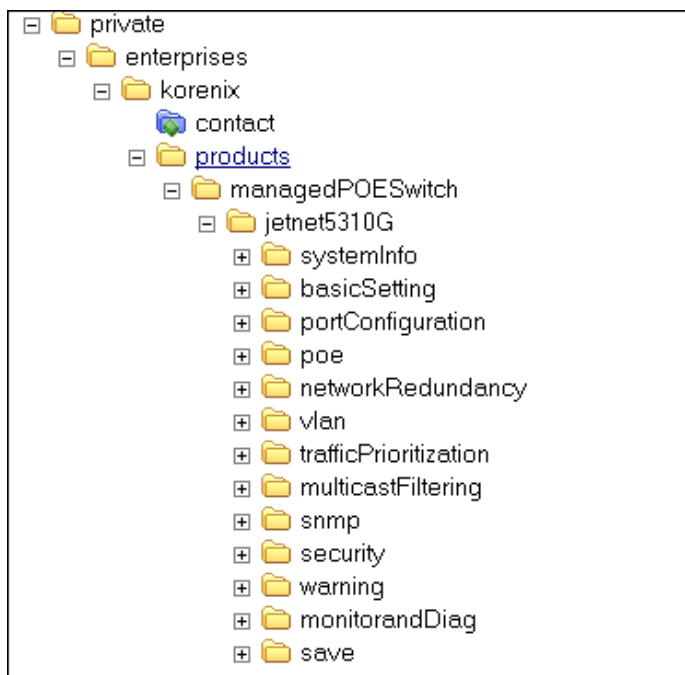 private
enterprises
korenix
contact
products
managedPOESwitch
jetnet5310G
systemInfo
basicSetting
portConfiguration
poe
networkRedundancy
vlan
trafficPrioritization
multicastFiltering
snmp
security
warning
monitorandDiag
save